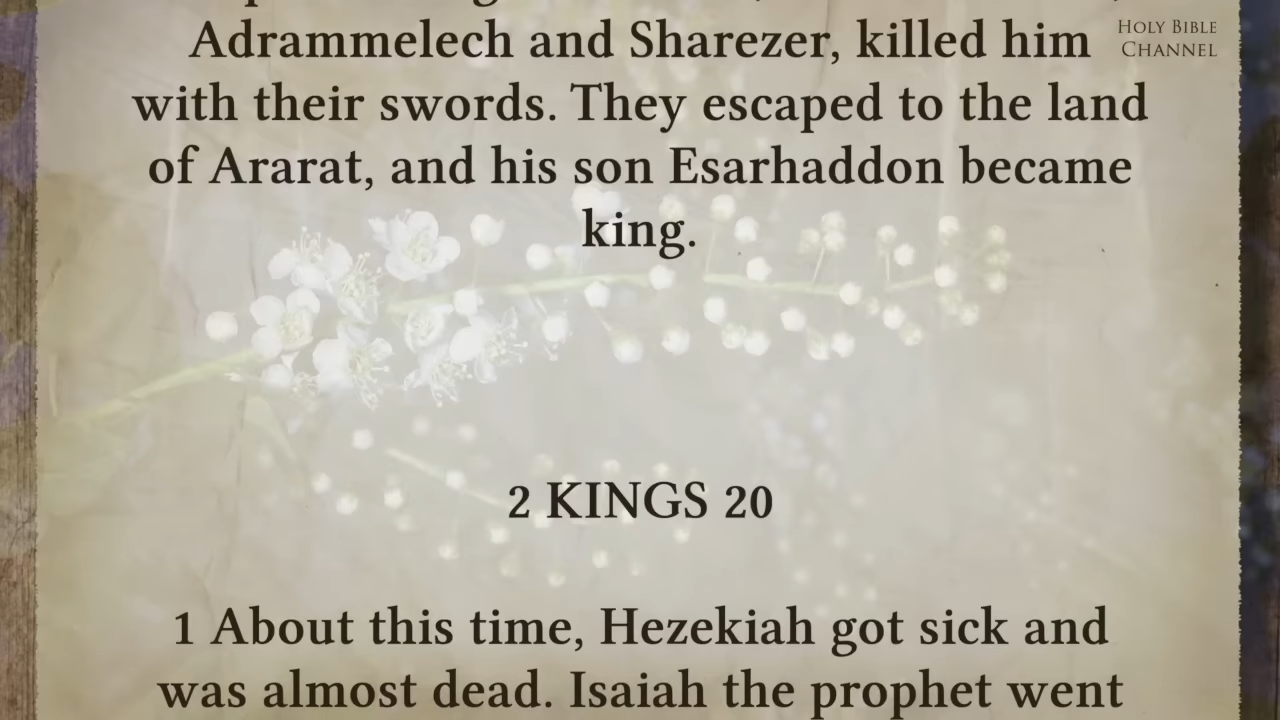 Adrammelech and Sharezer, killed him
with their swords. They escaped to the land
of Ararat, and his son Esarhaddon became
king.
2 KINGS 20
1 About this time, Hezekiah got sick and
was almost dead. Isaiah the prophet went
HOLY BIBLE
CHANNEL